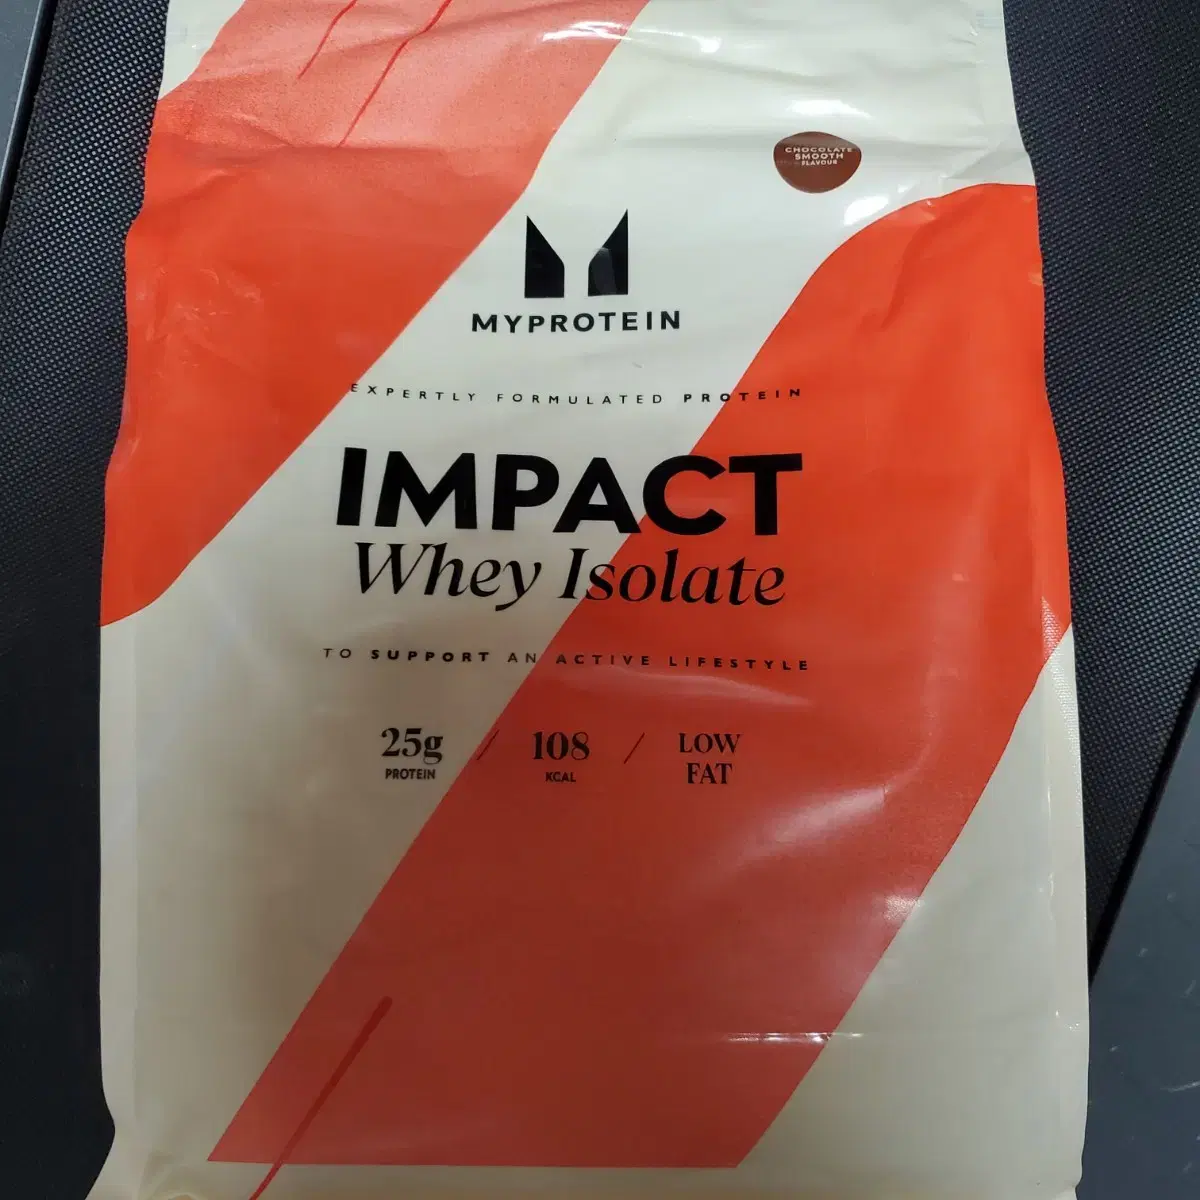 CHOCOLATE
SMOOTH
FLAVOUR
MYPROTEIN
EXPERTLY FORMULATED PROTEIN
IMPACT
Whey Isolate
TO SUPPORT AN ACTIVE LIFESTYLE
25g / 108 / LOW
PROTEIN KCAL FAT